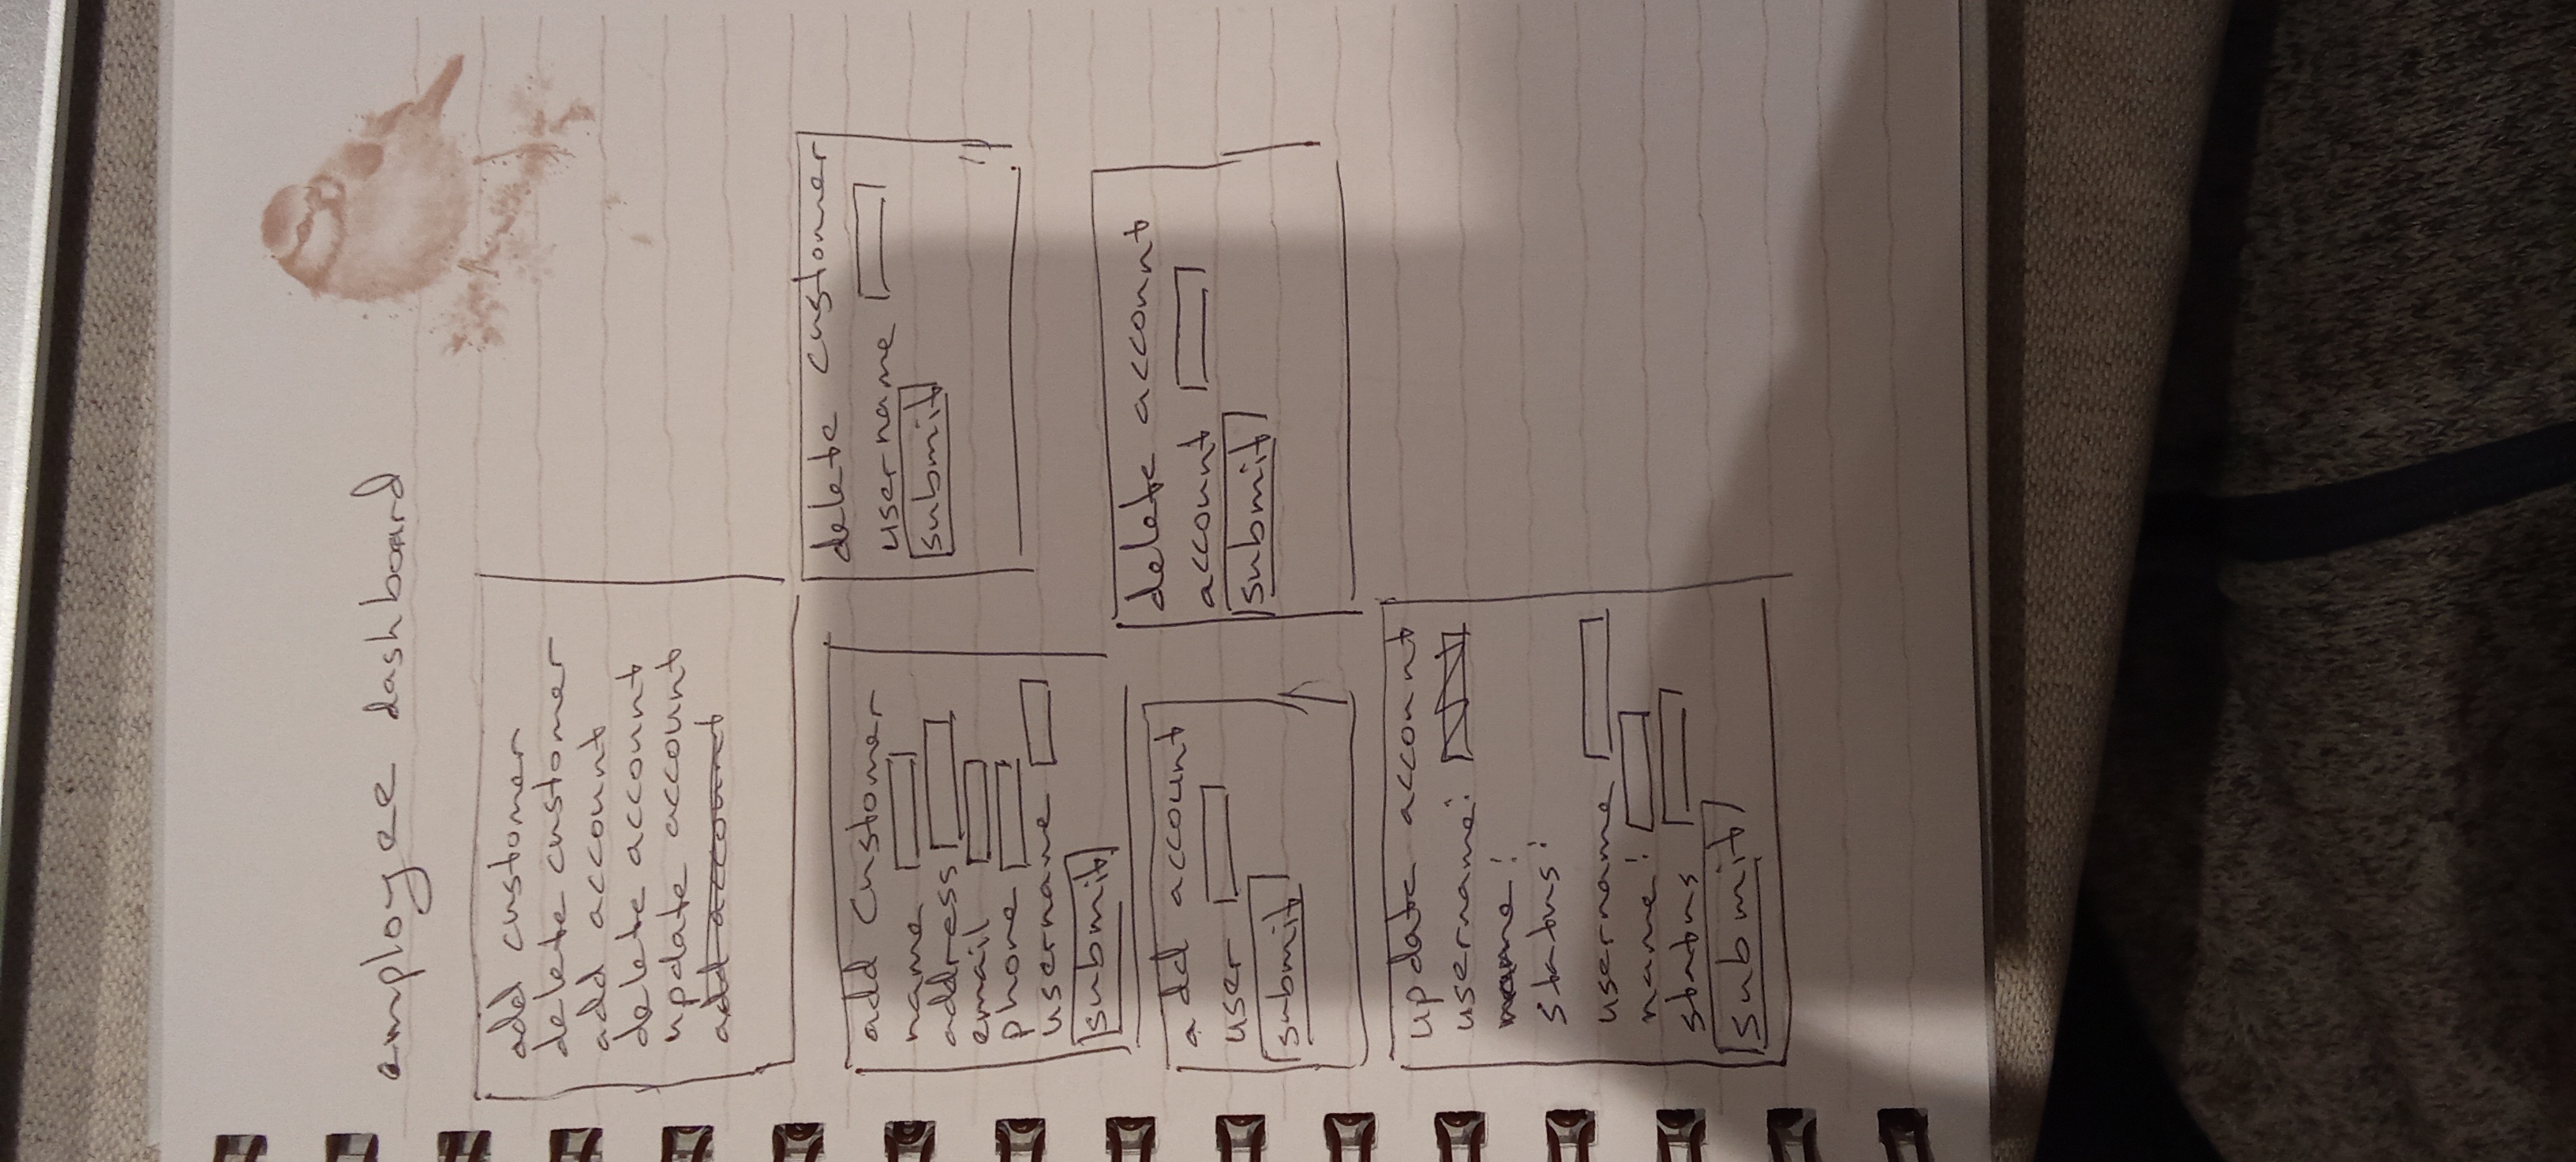 employee dashboard
add customer
delete customer
add account
delete account
update account
add account
add customer
name
address
email
phone
username
submit
delete customer
username
submit
add account
user
submit
delete account
account
submit
update account
username:
name:
status:
username
name:
status
submit